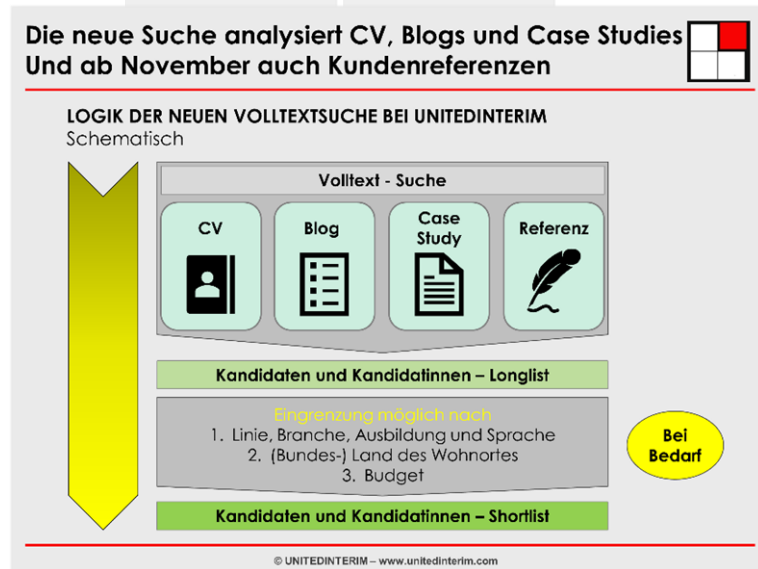 Die neue Suche analysiert CV, Blogs und Case Studies
Und ab November auch Kundenreferenzen
LOGIK DER NEUEN VOLLTEXTSUCHE BEI UNITEDINTERIM
Schematisch
Volltext - Suche
CV
Blog
Case
Study
Referenz
Kandidaten und Kandidatinnen – Longlist
Eingrenzung möglich nach
1. Linie, Branche, Ausbildung und Sprache
2. (Bundes-) Land des Wohnortes
3. Budget
Bei
Bedarf
Kandidaten und Kandidatinnen – Shortlist
© UNITEDINTERIM – www.unitedinterim.com